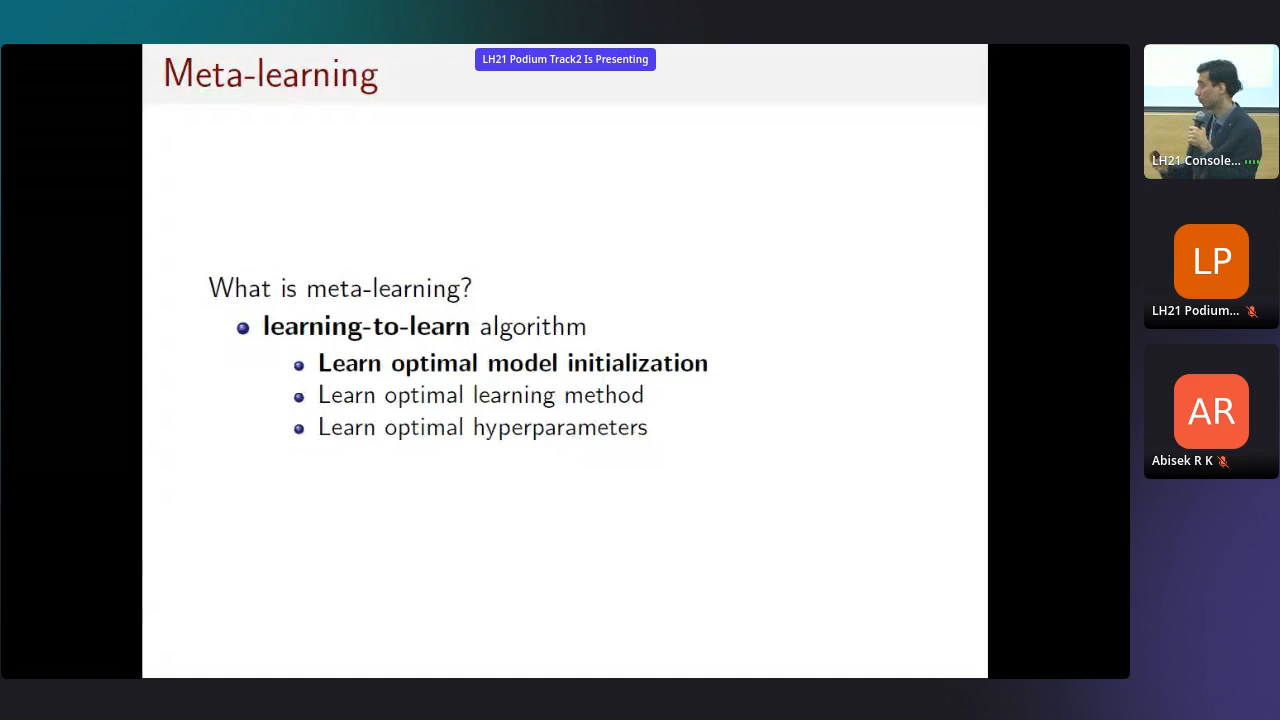 Meta-learning
LH21 Podium Track2 Is Presenting
What is meta-learning?
learning-to-learn algorithm
Learn optimal model initialization
Learn optimal learning method
Learn optimal hyperparameters
LH21 Console...
LP
LH21 Podium...
AR
Abisek R K